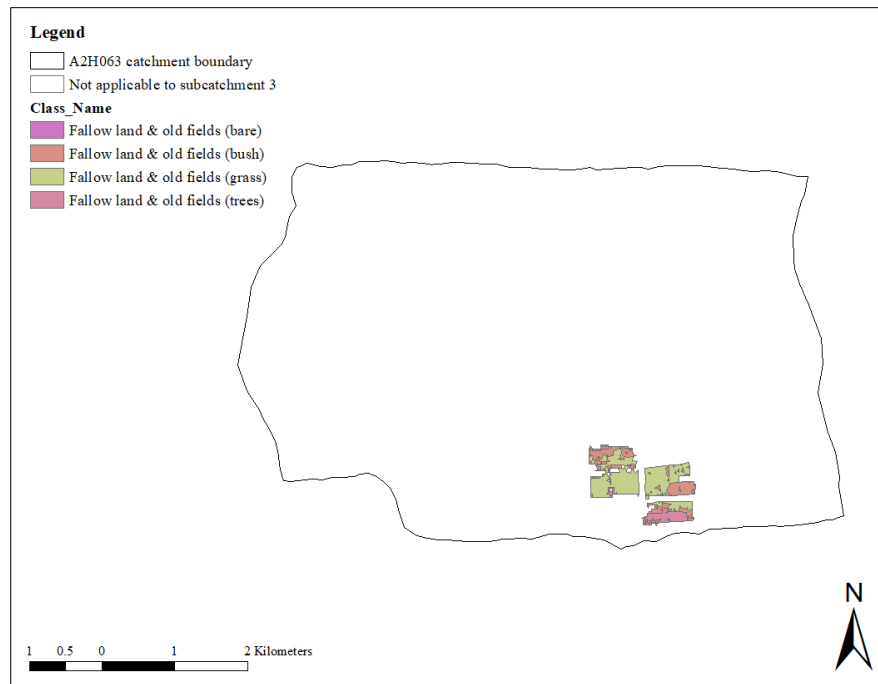 Legend
A2H063 catchment boundary
Not applicable to subcatchment 3
Class_Name
Fallow land & old fields (bare)
Fallow land & old fields (bush)
Fallow land & old fields (grass)
Fallow land & old fields (trees)
N
1 0.5 0 1 2 Kilometers